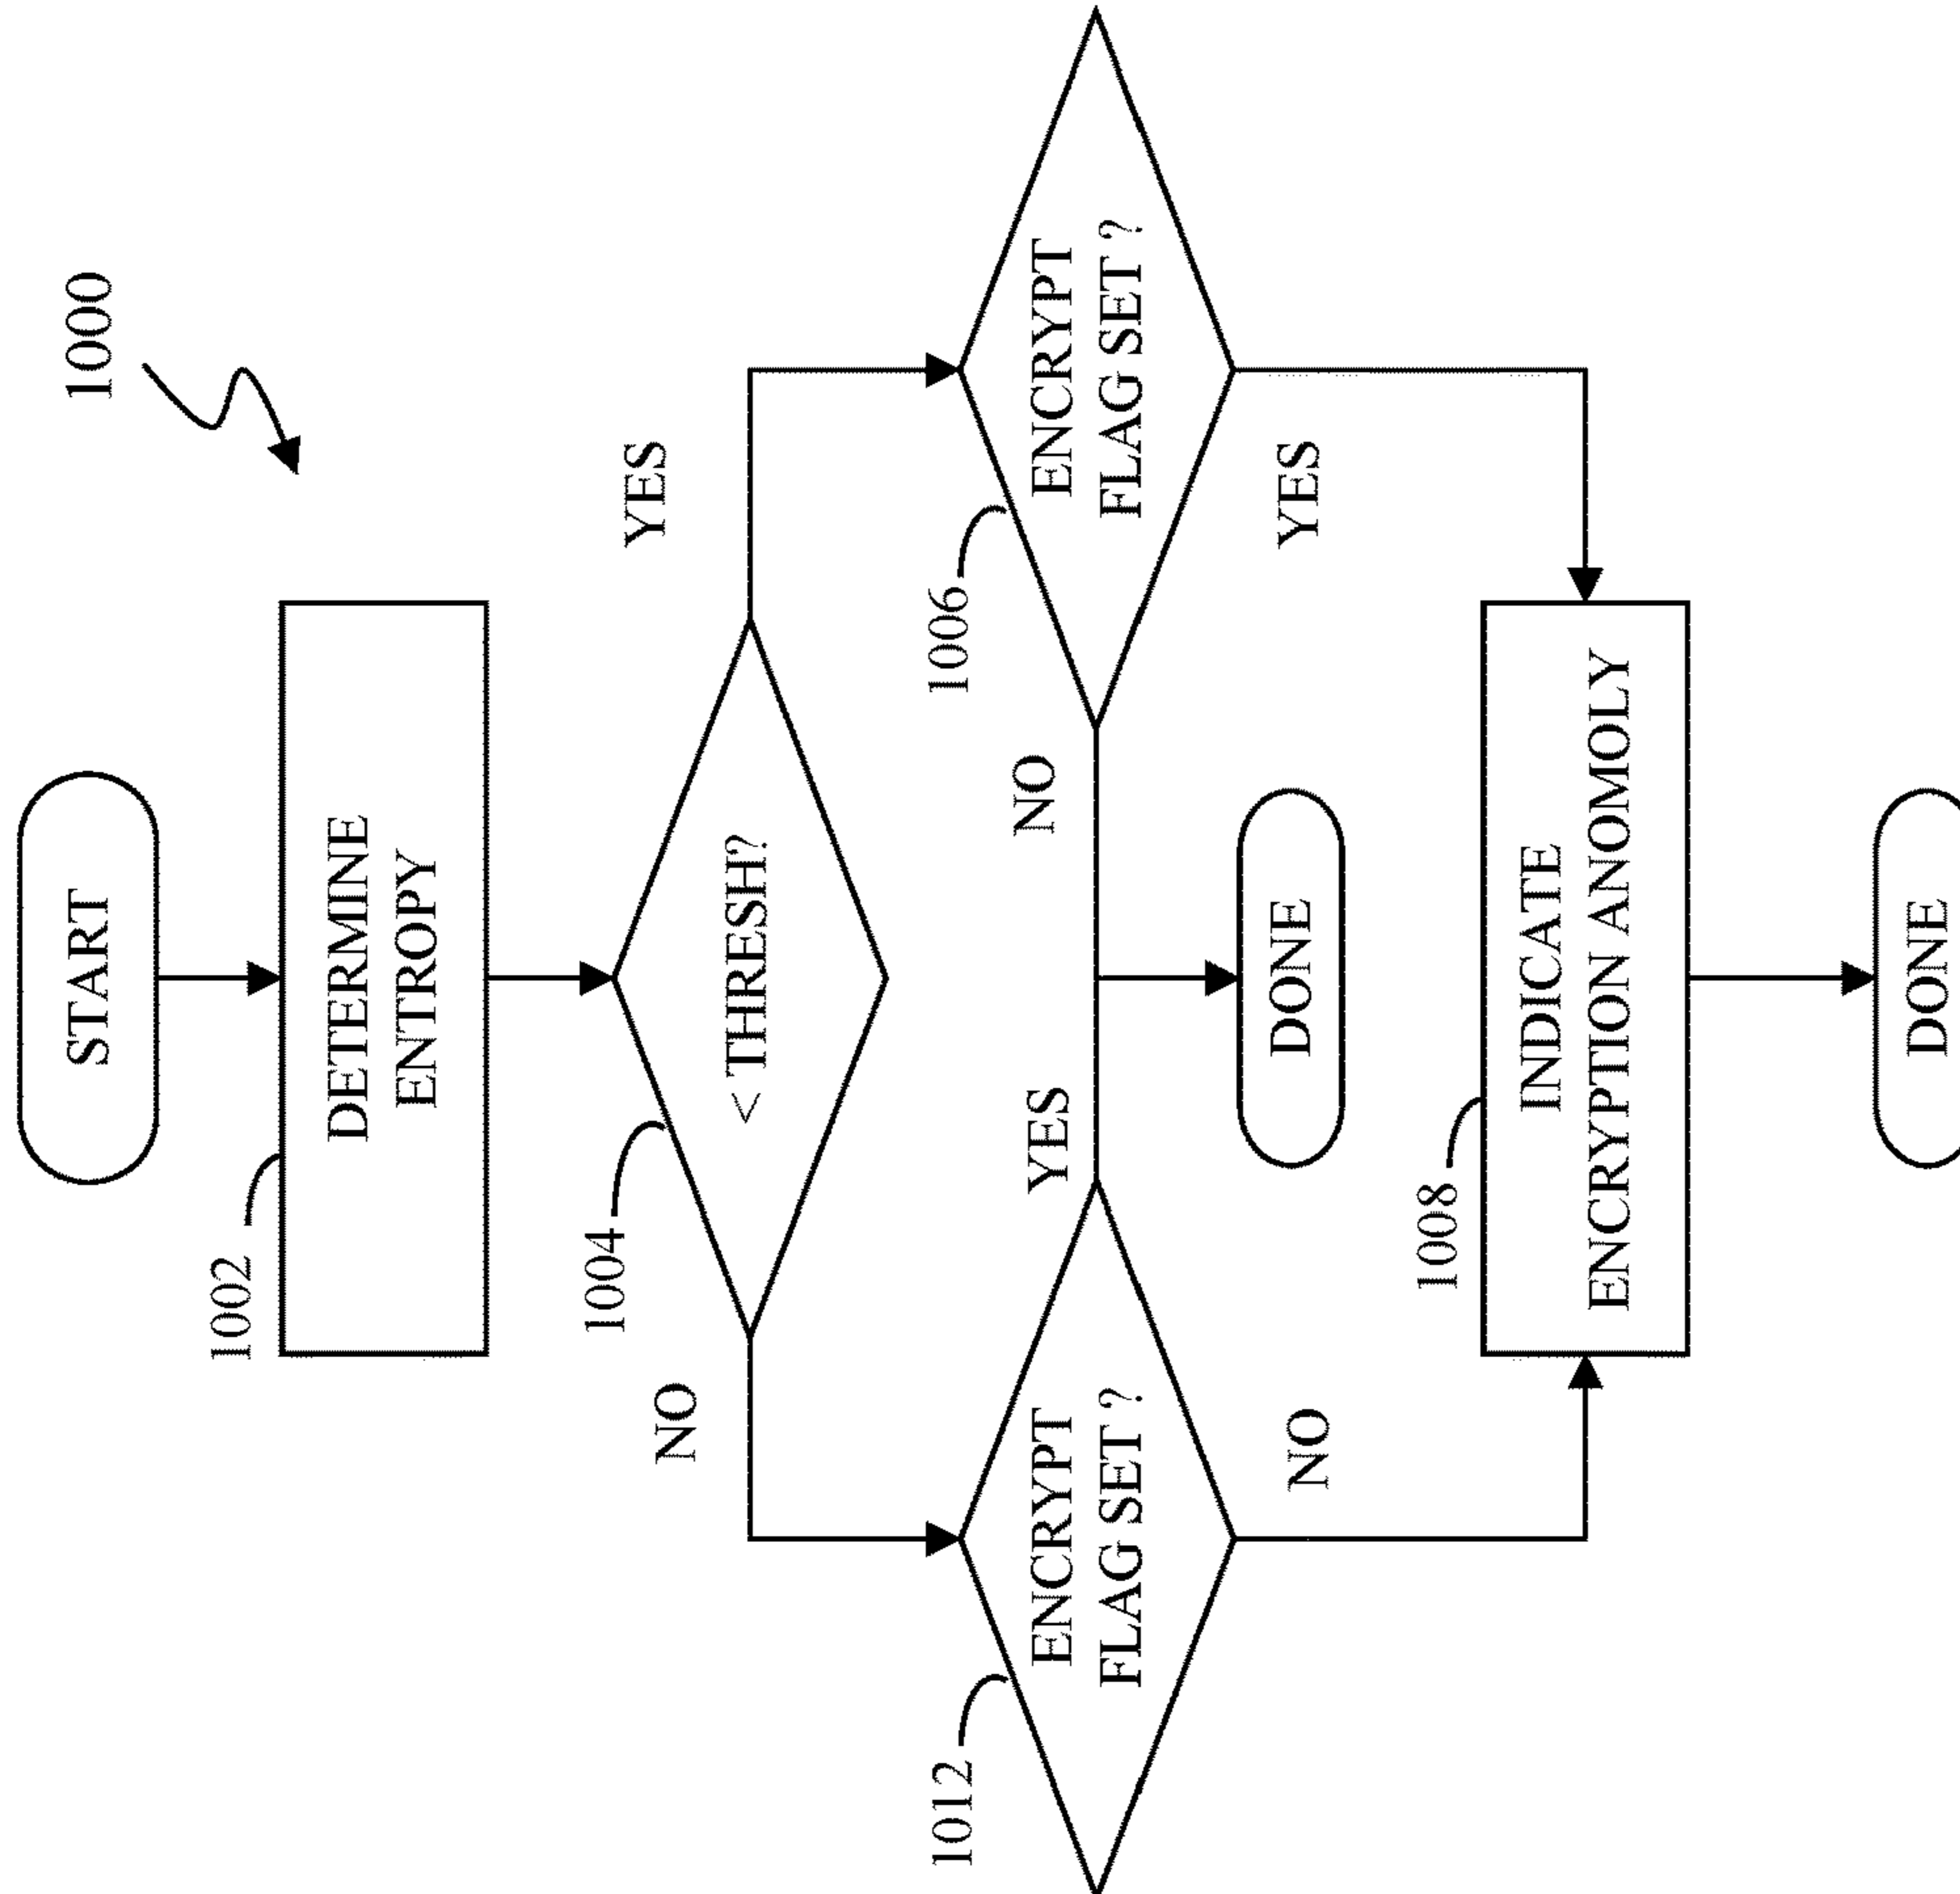 1000
START
1002
DETERMINE
ENTROPY
1004
< THRESH?
NO
YES
1012
ENCRYPT
FLAG SET ?
1006
ENCRYPT
FLAG SET ?
YES
NO
DONE
NO
YES
1008
INDICATE
ENCRYPTION ANOMOLY
DONE